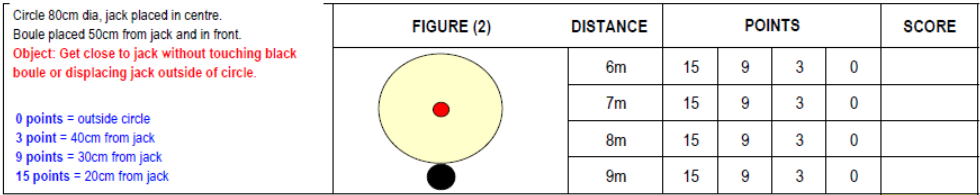 Circle 80cm dia, jack placed in centre.
Boule placed 50cm from jack and in front.
Object: Get close to jack without touching black
boule or displacing jack outside of circle.
0 points = outside circle
3 point = 40cm from jack
9 points = 30cm from jack
15 points = 20cm from jack
FIGURE (2) DISTANCE POINTS SCORE
6m 15 9 3 0
7m 15 9 3 0
8m 15 9 3 0
9m 15 9 3 0